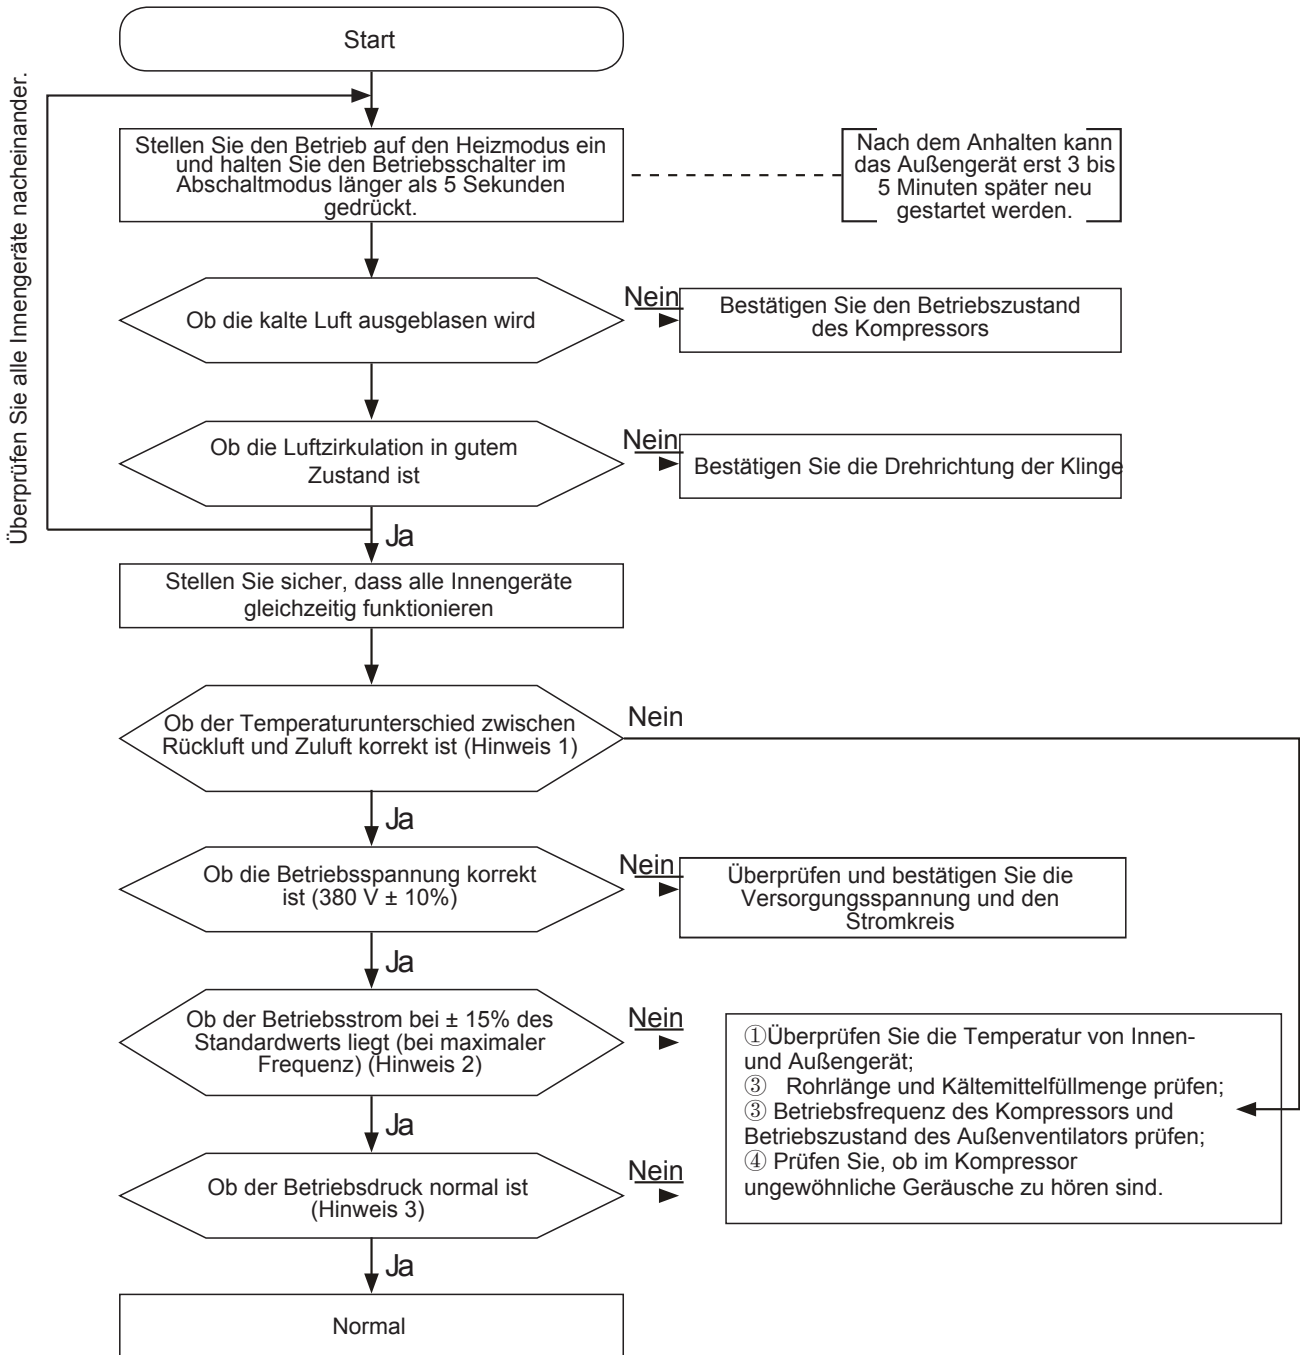 Start
Überprüfen Sie alle Innengeräte nacheinander.
Stellen Sie den Betrieb auf den Heizmodus ein
und halten Sie den Betriebsschalter im
Abschaltmodus länger als 5 Sekunden
gedrückt.
Nach dem Anhalten kann
das Außengerät erst 3 bis
5 Minuten später neu
gestartet werden.
Ob die kalte Luft ausgeblasen wird
Nein
Bestätigen Sie den Betriebszustand
des Kompressors
Ob die Luftzirkulation in gutem
Zustand ist
Nein
Bestätigen Sie die Drehrichtung der Klinge
Ja
Stellen Sie sicher, dass alle Innengeräte
gleichzeitig funktionieren
Ob der Temperaturunterschied zwischen
Rückluft und Zuluft korrekt ist (Hinweis 1)
Nein
Ja
Ob die Betriebsspannung korrekt
ist (380 V ± 10%)
Nein
Überprüfen und bestätigen Sie die
Versorgungsspannung und den
Stromkreis
Ja
Ob der Betriebsstrom bei ± 15% des
Standardwerts liegt (bei maximaler
Frequenz) (Hinweis 2)
Nein
①Überprüfen Sie die Temperatur von Innen-
und Außengerät;
③ Rohrlänge und Kältemittelfüllmenge prüfen;
③ Betriebsfrequenz des Kompressors und
Betriebszustand des Außenventilators prüfen;
④ Prüfen Sie, ob im Kompressor
ungewöhnliche Geräusche zu hören sind.
Ja
Ob der Betriebsdruck normal ist
(Hinweis 3)
Nein
Ja
Normal